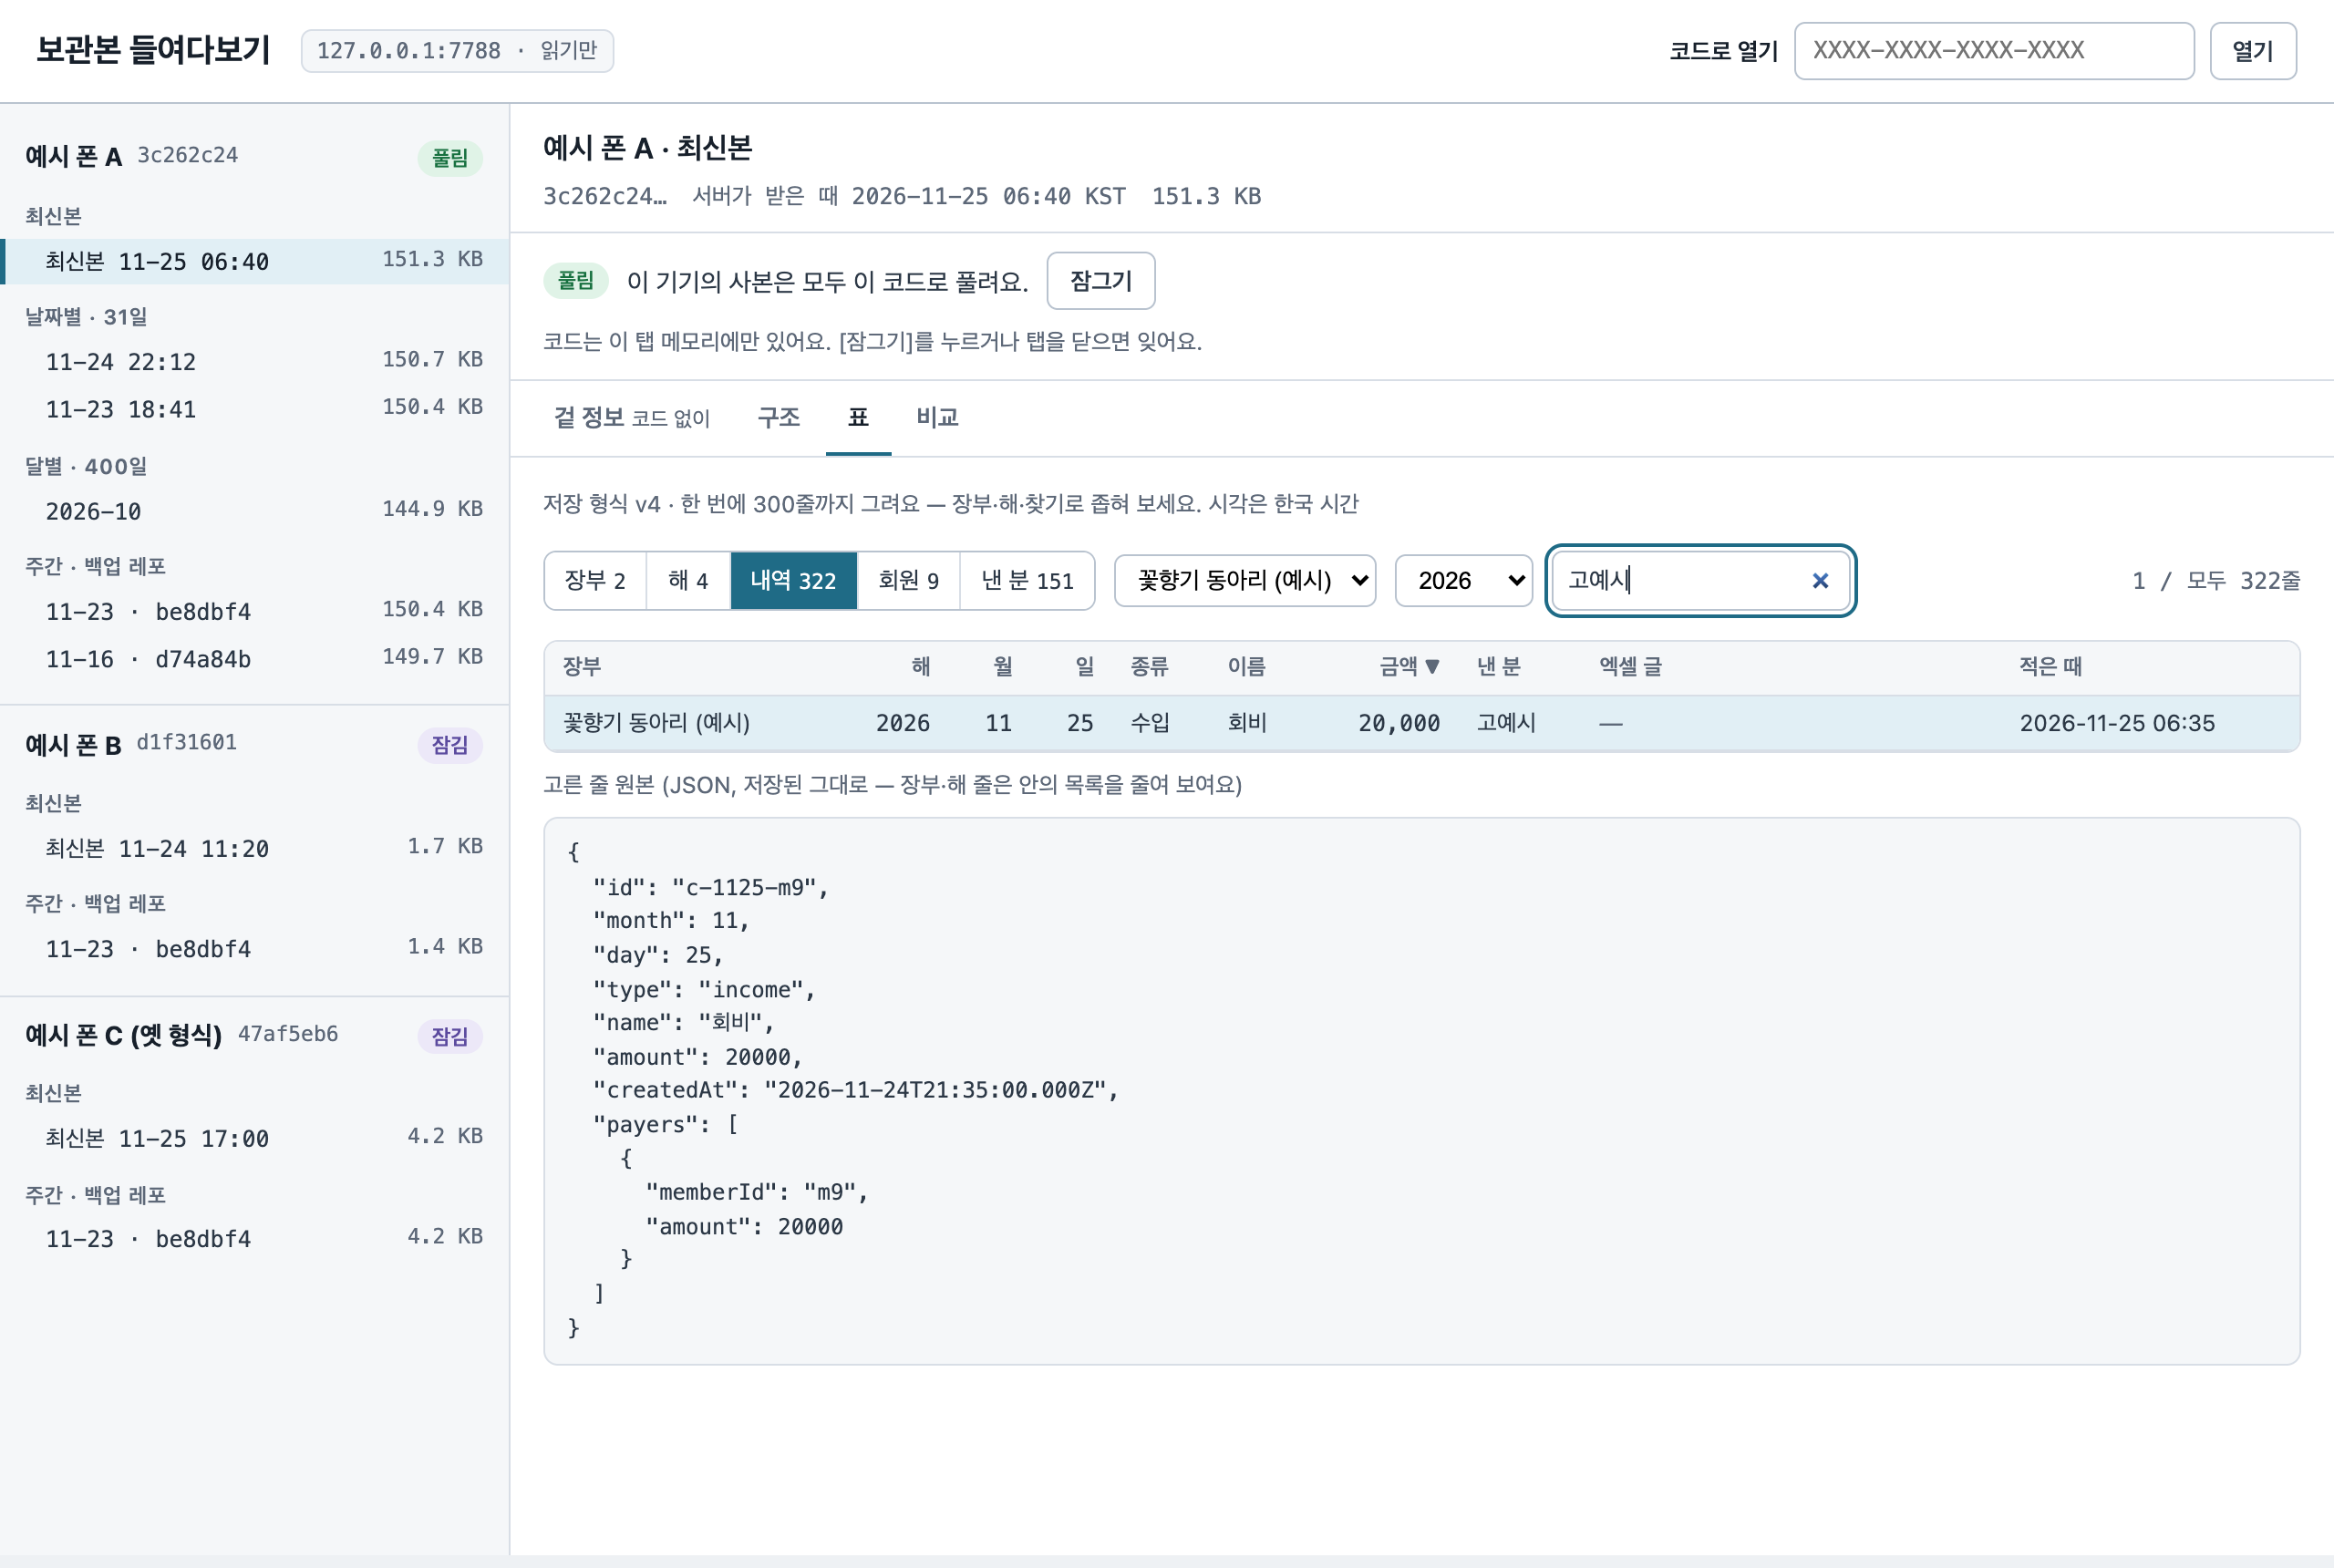 보관본 들여다보기 127.0.0.1:7788 · 읽기만
코드로 열기 XXXX-XXXX-XXXX-XXXX 열기
예시 폰 A 3c262c24 풀림
최신본
최신본 11-25 06:40 151.3 KB
날짜별 · 31일
11-24 22:12 150.7 KB
11-23 18:41 150.4 KB
달별 · 400일
2026-10 144.9 KB
주간 · 백업 레포
11-23 · be8dbf4 150.4 KB
11-16 · d74a84b 149.7 KB
예시 폰 B d1f31601 잠김
최신본
최신본 11-24 11:20 1.7 KB
주간 · 백업 레포
11-23 · be8dbf4 1.4 KB
예시 폰 C (옛 형식) 47af5eb6 잠김
최신본
최신본 11-25 17:00 4.2 KB
주간 · 백업 레포
11-23 · be8dbf4 4.2 KB
예시 폰 A · 최신본
3c262c24… 서버가 받은 때 2026-11-25 06:40 KST 151.3 KB
풀림 이 기기의 사본은 모두 이 코드로 풀려요. 잠그기
코드는 이 탭 메모리에만 있어요. [잠그기]를 누르거나 탭을 닫으면 잊어요.
겉 정보 코드 없이 구조 표 비교
저장 형식 v4 · 한 번에 300줄까지 그려요 — 장부·해·찾기로 좁혀 보세요. 시각은 한국 시간
장부 2 해 4 내역 322 회원 9 낸 분 151 꽃향기 동아리 (예시) 2026 고예시 1 / 모두 322줄
장부 해 월 일 종류 이름 금액 ▼ 낸 분 엑셀 글 적은 때
꽃향기 동아리 (예시) 2026 11 25 수입 회비 20,000 고예시 — 2026-11-25 06:35
고른 줄 원본 (JSON, 저장된 그대로 — 장부·해 줄은 안의 목록을 줄여 보여요)
{
"id": "c-1125-m9",
"month": 11,
"day": 25,
"type": "income",
"name": "회비",
"amount": 20000,
"createdAt": "2026-11-24T21:35:00.000Z",
"payers": [
{
"memberId": "m9",
"amount": 20000
}
]
}